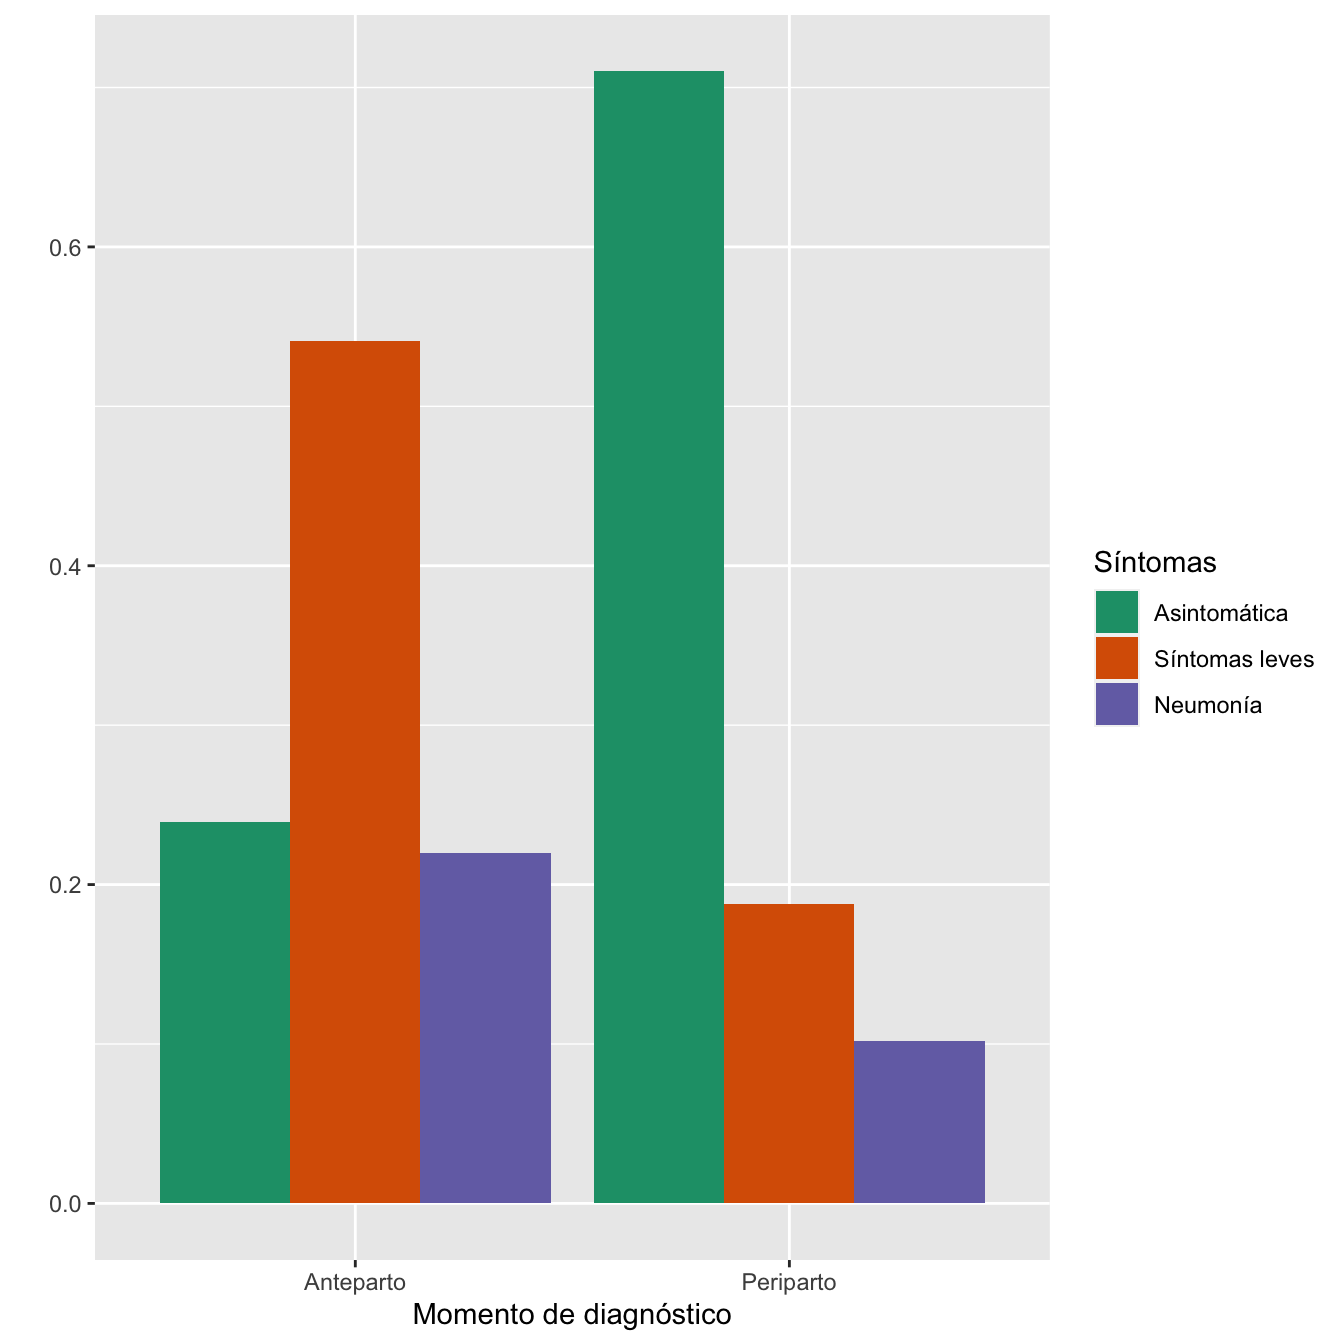 0.6
0.4
0.2
0.0
Anteparto
Periparto
Momento de diagnóstico
Síntomas
Asintomática
Síntomas leves
Neumonía